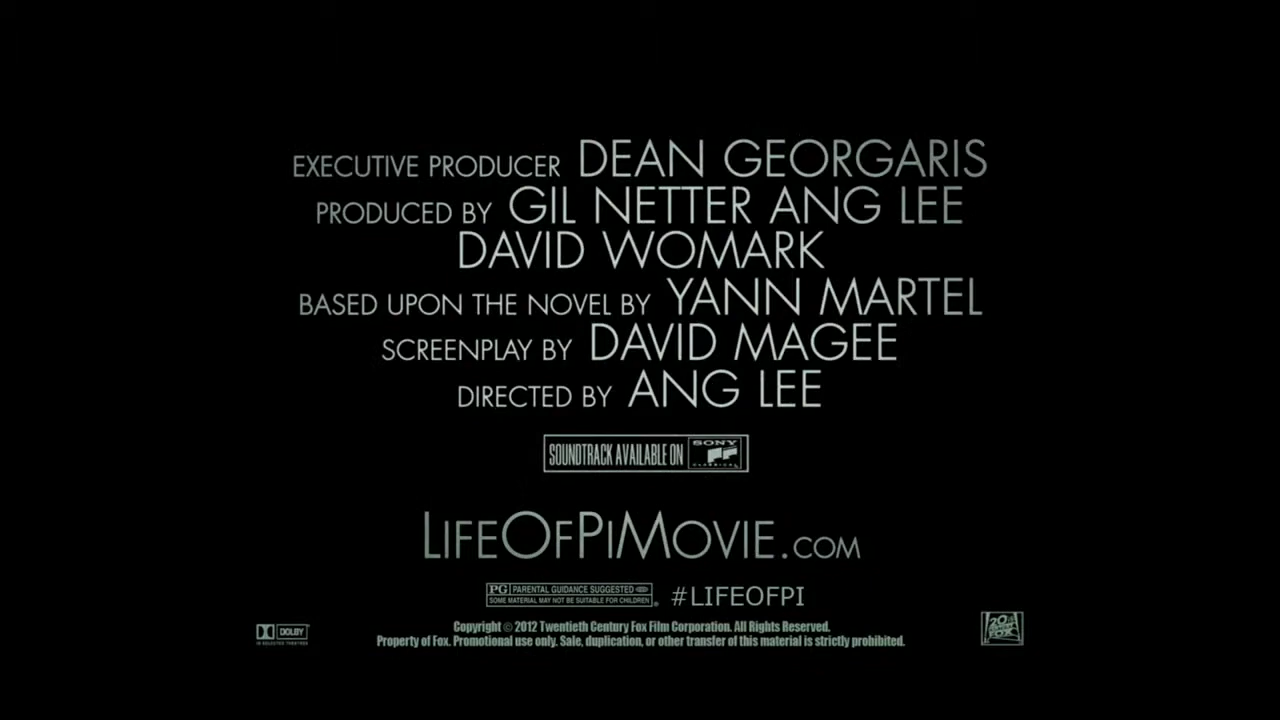 EXECUTIVE PRODUCER DEAN GEORGARIS
PRODUCED BY GIL NETTER ANG LEE
DAVID WOMARK
BASED UPON THE NOVEL BY YANN MARTEL
SCREENPLAY BY DAVID MAGEE
DIRECTED BY ANG LEE
SOUNDTRACK AVAILABLE ON SONY CLASSICAL
LIFEOFPIMOVIE.COM
PG PARENTAL GUIDANCE SUGGESTED
SOME MATERIAL MAY NOT BE SUITABLE FOR CHILDREN
#LIFEOFPI
DOLBY
IN SELECTED THEATRES
Copyright © 2012 Twentieth Century Fox Film Corporation. All Rights Reserved.
Property of Fox. Promotional use only. Sale, duplication, or other transfer of this material is strictly prohibited.
20th CENTURY FOX